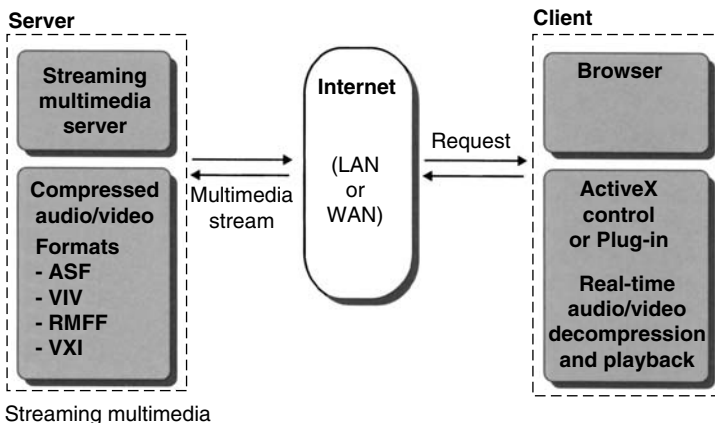 Server
Streaming
multimedia
server
Compressed
audio/video
Formats
- ASF
- VIV
- RMFF
- VXI
Multimedia
stream
Internet
(LAN
or
WAN)
Request
Client
Browser
ActiveX
control
or Plug-in
Real-time
audio/video
decompression
and playback
Streaming multimedia